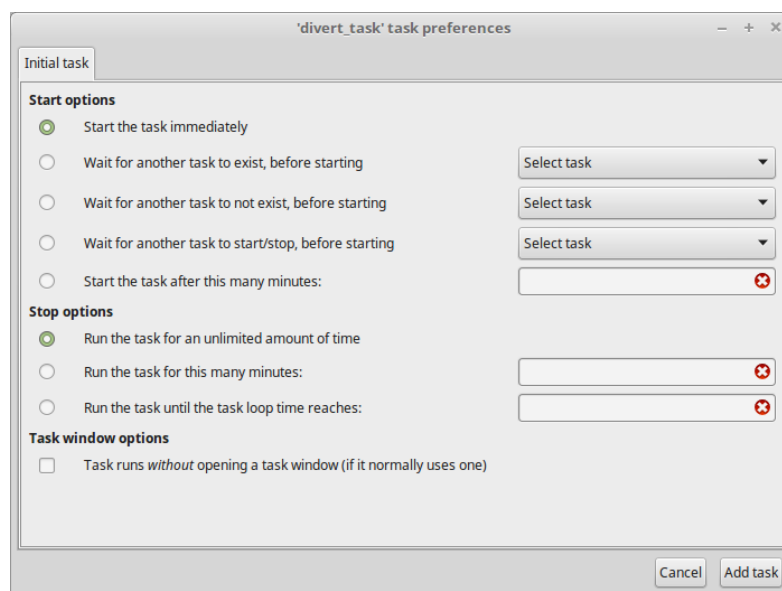 'divert_task' task preferences
Initial task
Start options
Start the task immediately
Wait for another task to exist, before starting Select task
Wait for another task to not exist, before starting Select task
Wait for another task to start/stop, before starting Select task
Start the task after this many minutes:
Stop options
Run the task for an unlimited amount of time
Run the task for this many minutes:
Run the task until the task loop time reaches:
Task window options
Task runs without opening a task window (if it normally uses one)
Cancel Add task